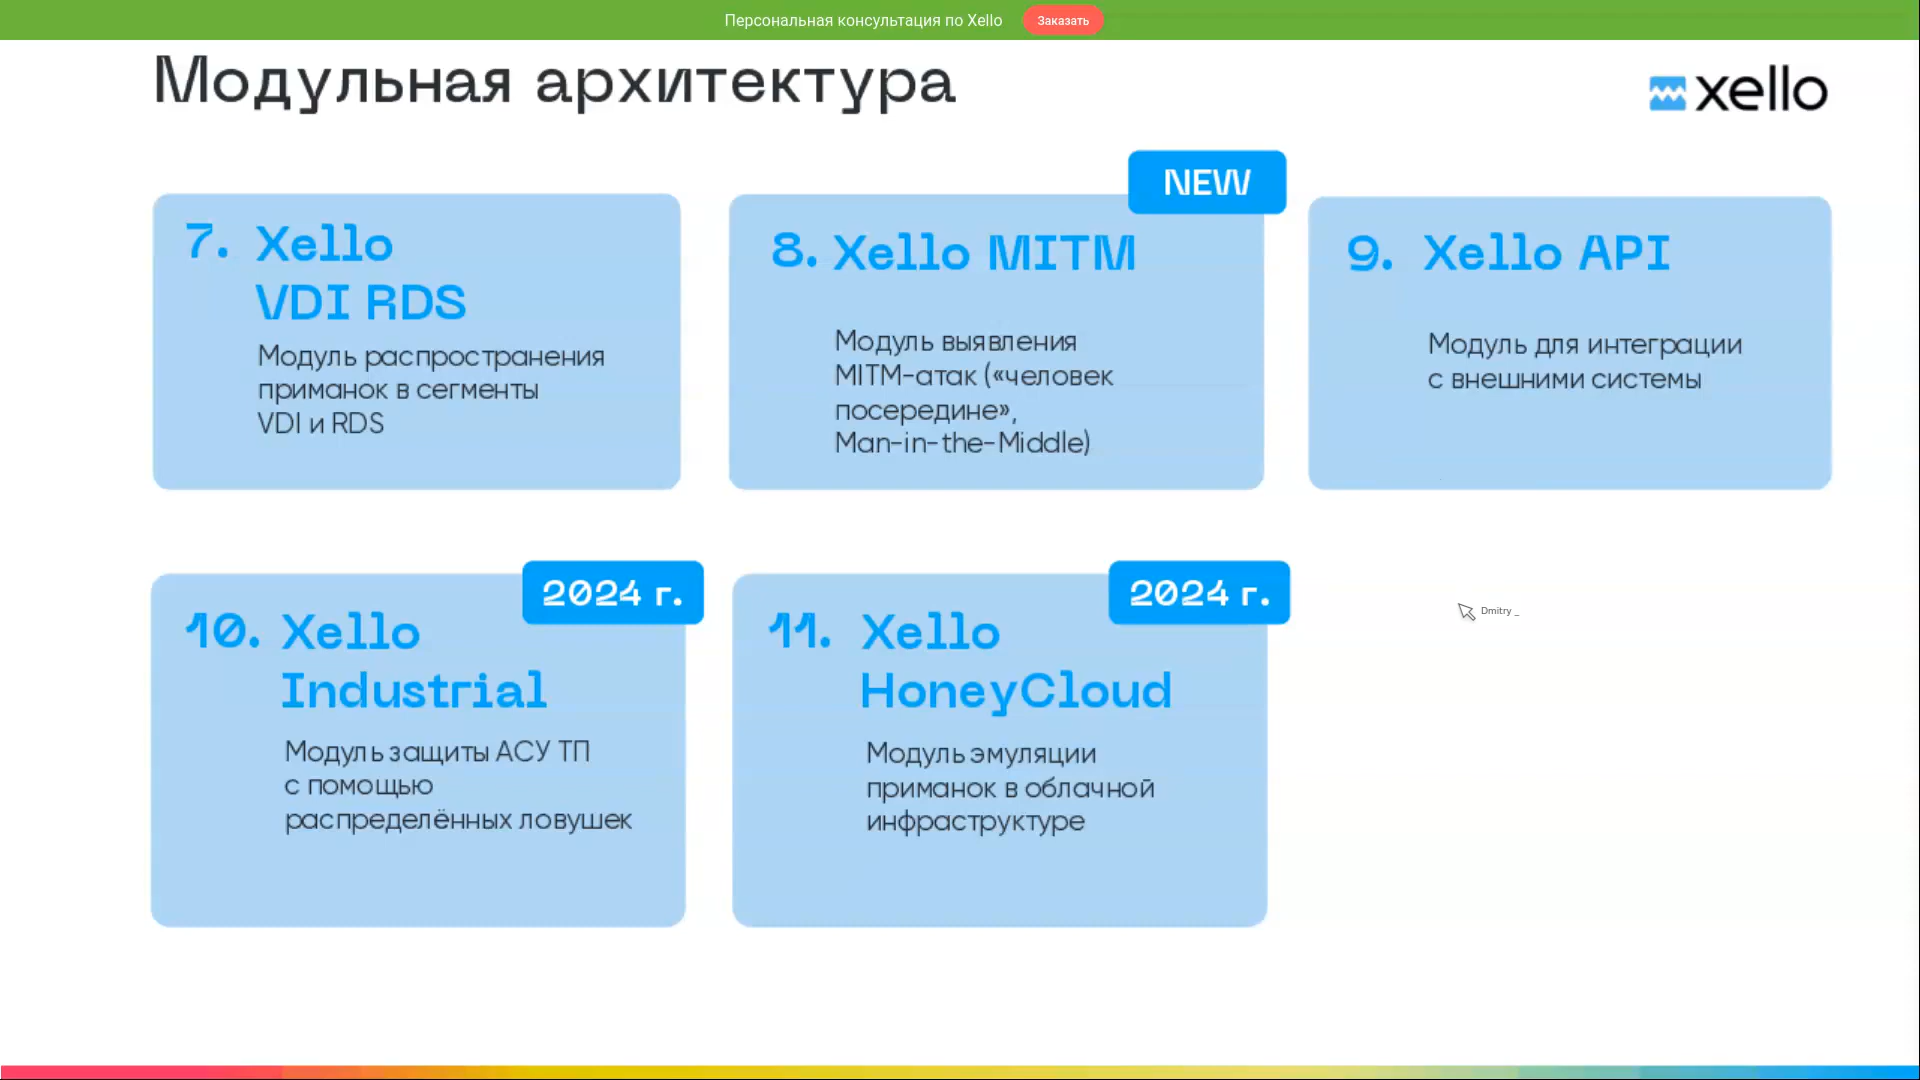 Персональная консультация по Xello
Заказать
Модульная архитектура
xello
7. Xello
VDI RDS
Модуль распространения
приманок в сегменты
VDI и RDS
NEW
8. Xello MITM
Модуль выявления
MITM-атак («человек
посередине»,
Man-in-the-Middle)
9. Xello API
Модуль для интеграции
с внешними системы
2024 г.
10. Xello
Industrial
Модуль защиты АСУ ТП
с помощью
распределённых ловушек
2024 г.
11. Xello
HoneyCloud
Модуль эмуляции
приманок в облачной
инфраструктуре
Dmitry _